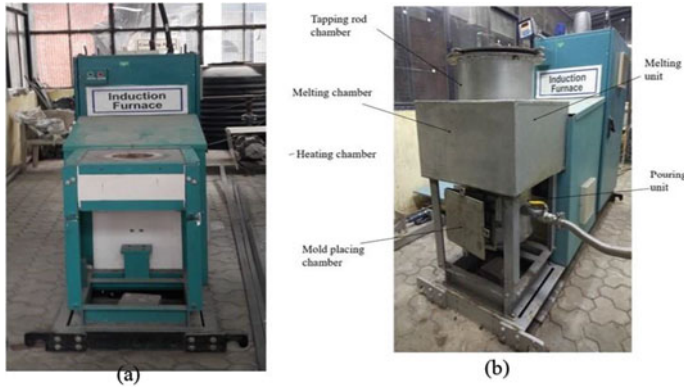 Induction
Furnace
Heating chamber
(a)
Tapping rod
chamber
Melting chamber
Melting
unit
Induction
Furnace
Pouring
unit
Mold placing
chamber
(b)